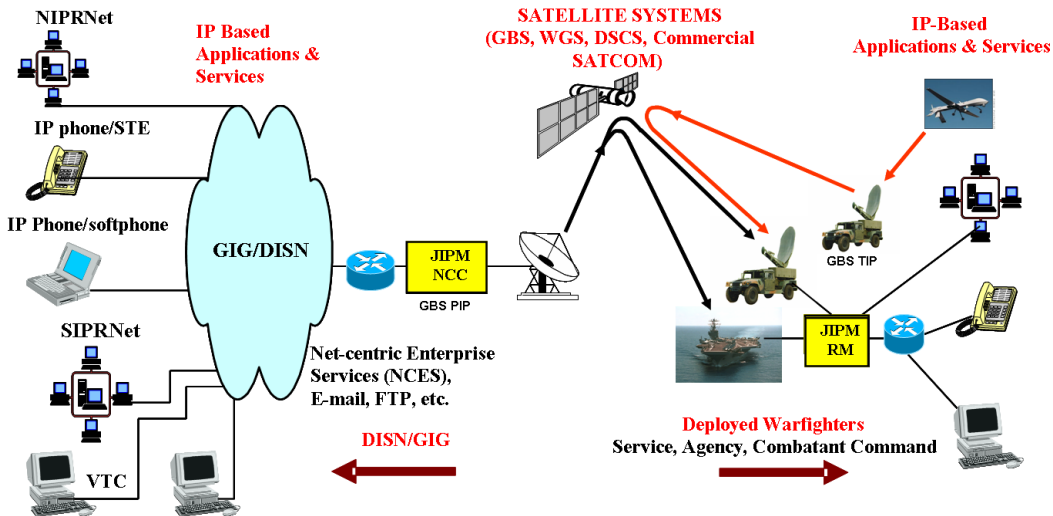 NIPRNet
IP Based
Applications &
Services
IP phone/STE
IP Phone/softphone
GIG/DISN
SIPRNet
VTC
JIPM
NCC
GBS PIP
Net-centric Enterprise
Services (NCES),
E-mail, FTP, etc.
DISN/GIG
SATELLITE SYSTEMS
(GBS, WGS, DSCS, Commercial
SATCOM)
IP-Based
Applications & Services
GBS TIP
JIPM
RM
Deployed Warfighters
Service, Agency, Combatant Command